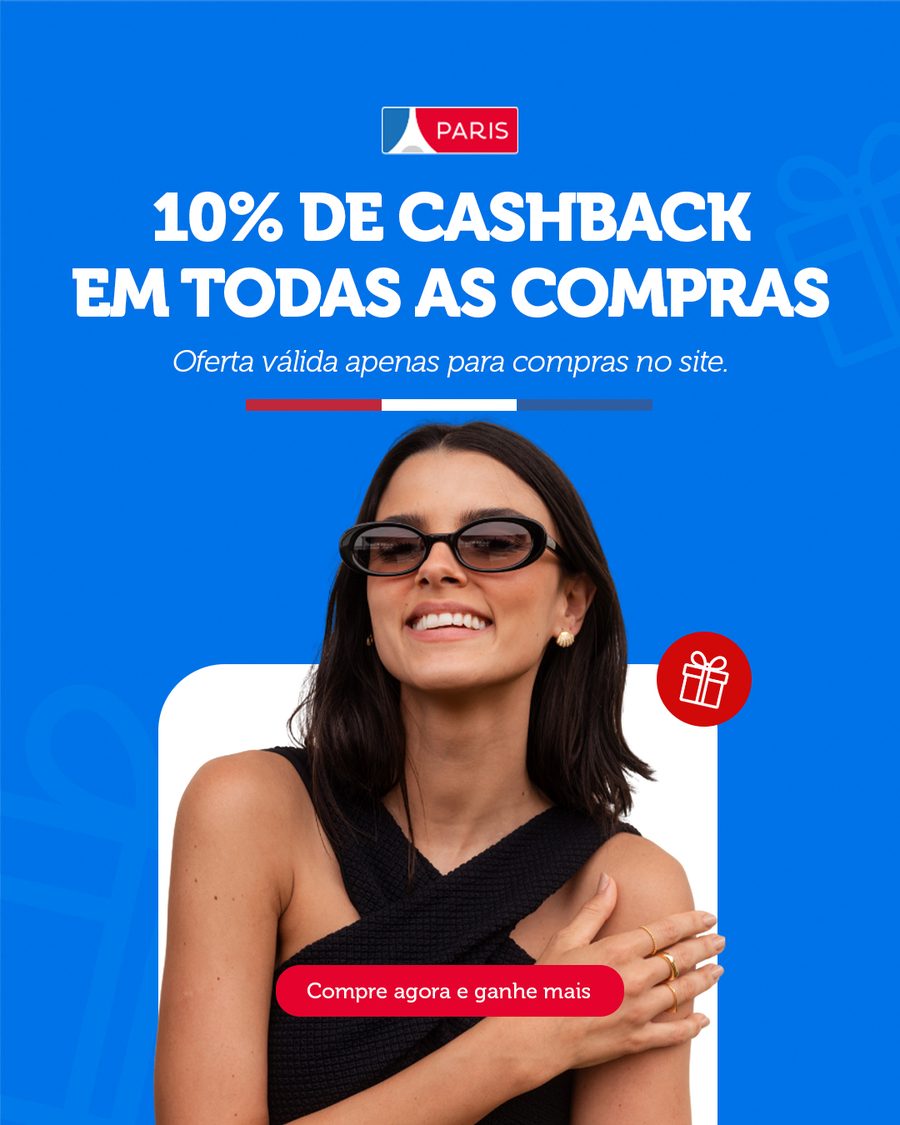 PARIS
10% DE CASHBACK
EM TODAS AS COMPRAS
Oferta válida apenas para compras no site.
Compre agora e ganhe mais